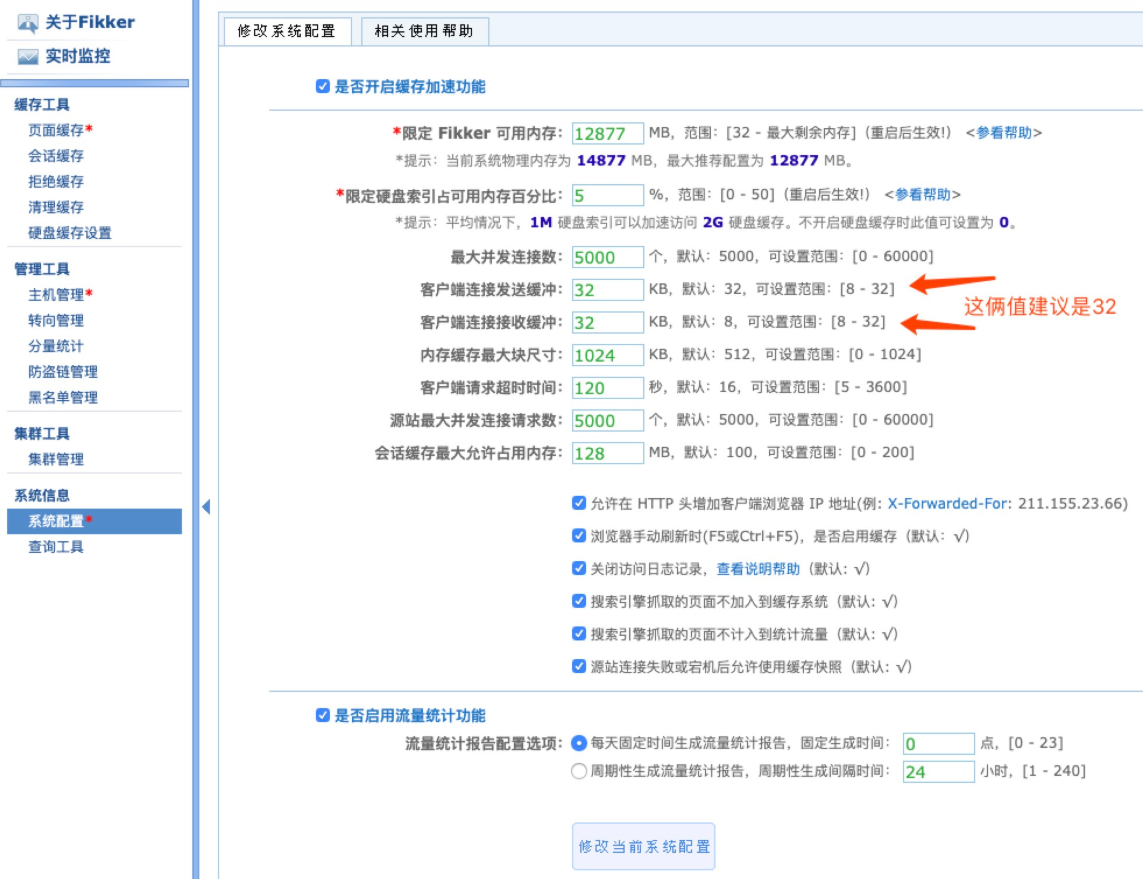 关于Fikker
实时监控
缓存工具
页面缓存*
会话缓存
拒绝缓存
清理缓存
硬盘缓存设置
管理工具
主机管理*
转向管理
分量统计
防盗链管理
黑名单管理
集群工具
集群管理
系统信息
系统配置*
查询工具
修改系统配置
相关使用帮助
是否开启缓存加速功能
*限定 Fikker 可用内存: 12877 MB, 范围: [32 - 最大剩余内存] (重启后生效!) <参看帮助>
*提示: 当前系统物理内存为 14877 MB, 最大推荐配置为 12877 MB。
*限定硬盘索引占可用内存百分比: 5 %, 范围: [0 - 50] (重启后生效!) <参看帮助>
*提示: 平均情况下, 1M 硬盘索引可以加速访问 2G 硬盘缓存。不开启硬盘缓存时此值可设置为 0。
最大并发连接数: 5000 个, 默认: 5000, 可设置范围: [0 - 60000]
客户端连接发送缓冲: 32 KB, 默认: 32, 可设置范围: [8 - 32]
这俩值建议是32
客户端连接接收缓冲: 32 KB, 默认: 8, 可设置范围: [8 - 32]
内存缓存最大块尺寸: 1024 KB, 默认: 512, 可设置范围: [0 - 1024]
客户端请求超时时间: 120 秒, 默认: 16, 可设置范围: [5 - 3600]
源站最大并发连接请求数: 5000 个, 默认: 5000, 可设置范围: [0 - 60000]
会话缓存最大允许占用内存: 128 MB, 默认: 100, 可设置范围: [0 - 200]
允许在 HTTP 头增加客户端浏览器 IP 地址(例: X-Forwarded-For: 211.155.23.66)
浏览器手动刷新时(F5或Ctrl+F5), 是否启用缓存 (默认: √)
关闭访问日志记录, 查看说明帮助 (默认: √)
搜索引擎抓取的页面不加入到缓存系统 (默认: √)
搜索引擎抓取的页面不计入到统计流量 (默认: √)
源站连接失败或宕机后允许使用缓存快照 (默认: √)
是否启用流量统计功能
流量统计报告配置选项: 每天固定时间生成流量统计报告, 固定生成时间: 0 点, [0 - 23]
周期性生成流量统计报告, 周期性生成间隔时间: 24 小时, [1 - 240]
修改当前系统配置